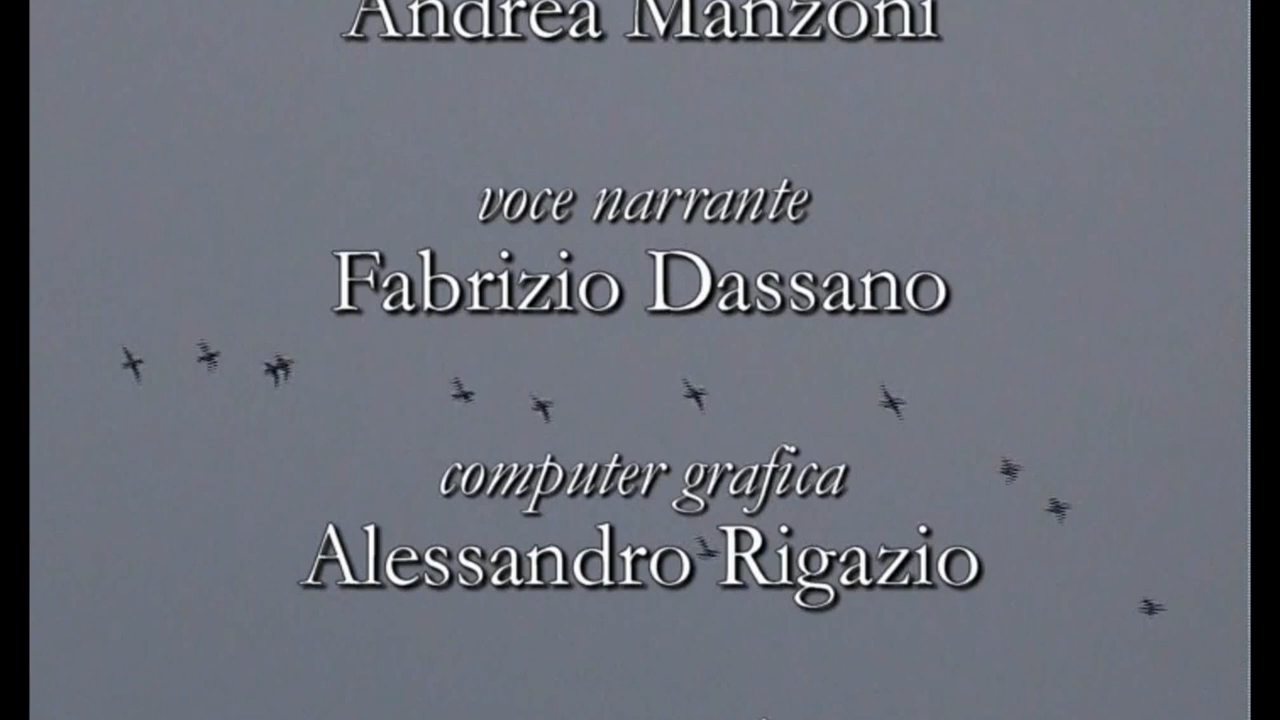 Andrea Manzoni
voce narrante
Fabrizio Dassano
computer grafica
Alessandro Rigazio